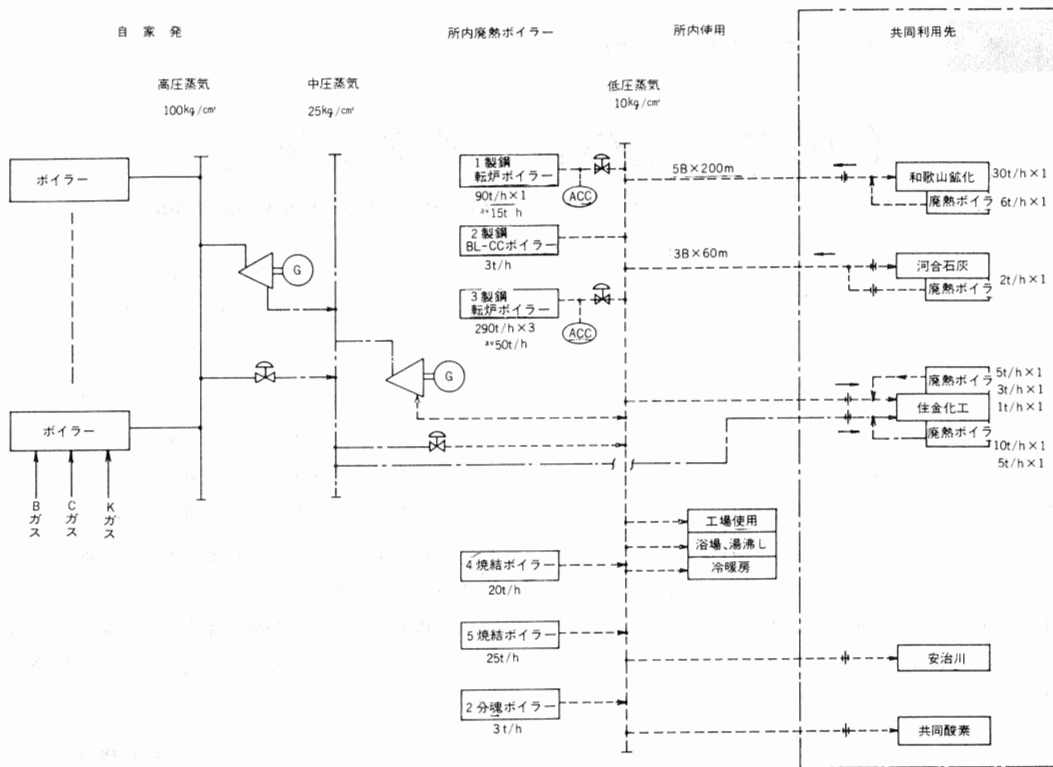 自家発
所内廃熱ボイラー
所内使用
共同利用先
高圧蒸気
100kg/cm²
中圧蒸気
25kg/cm²
低圧蒸気
10kg/cm²
ボイラー
ボイラー
Bガス
Cガス
Kガス
G
G
1製鋼
転炉ボイラー
90t/h×1
av15t h
ACC
2製鋼
BL-CCボイラー
3t/h
3製鋼
転炉ボイラー
290t/h×3
av50t/h
ACC
4焼結ボイラー
20t/h
5焼結ボイラー
25t/h
2分魂ボイラー
3t/h
5B×200m
3B×60m
工場使用
浴場、湯沸し
冷暖房
和歌山鉱化
30t/h×1
廃熱ボイラ
6t/h×1
河合石灰
廃熱ボイラ
2t/h×1
廃熱ボイラ
5t/h×1
3t/h×1
住金化工
1t/h×1
廃熱ボイラ
10t/h×1
5t/h×1
安治川
共同酸素